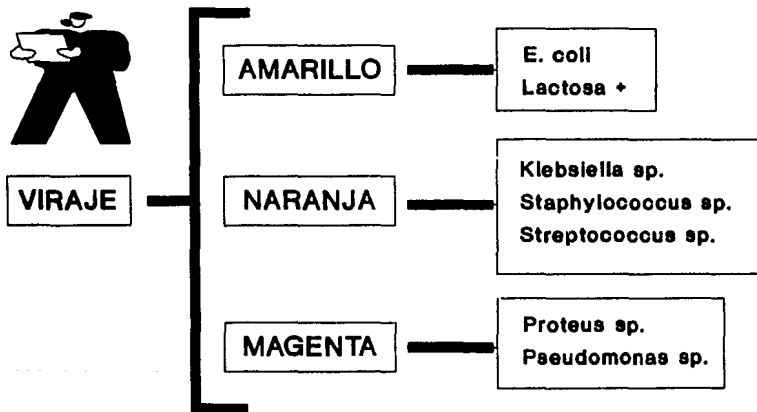 VIRAJE
AMARILLO
E. coli
Lactosa +
NARANJA
Klebsiella sp.
Staphylococcus sp.
Streptococcus sp.
MAGENTA
Proteus sp.
Pseudomonas sp.